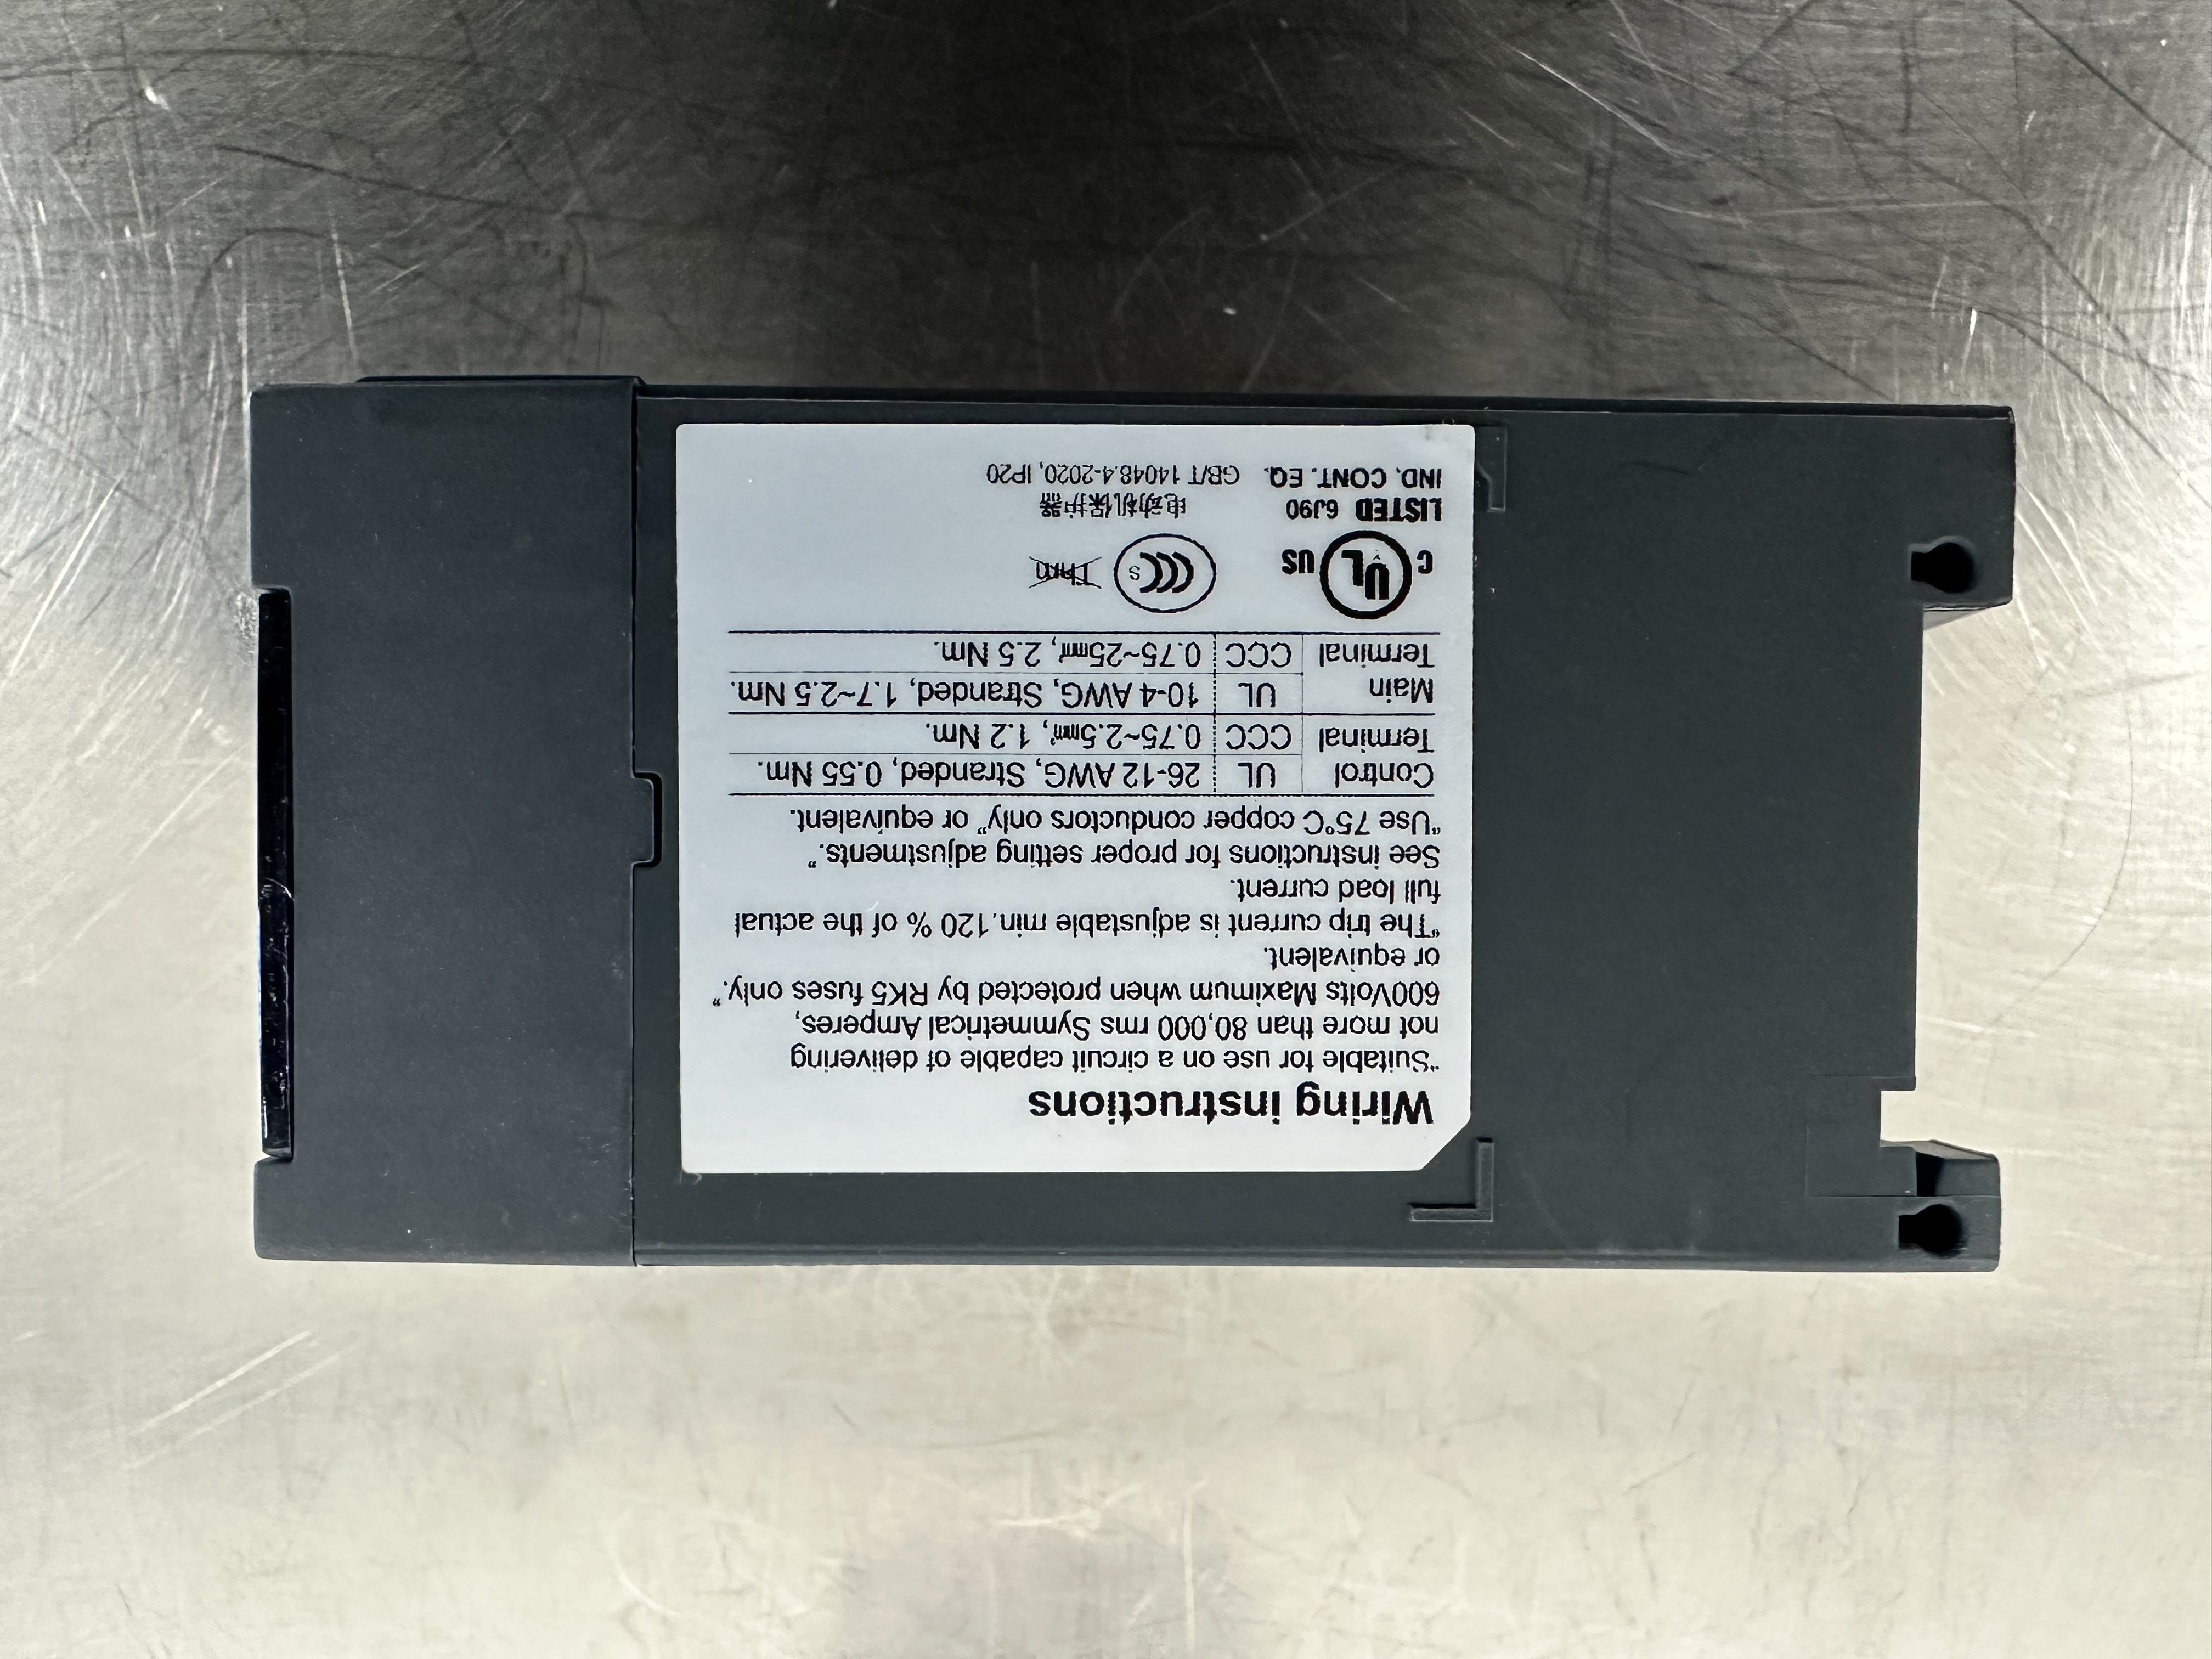 Wiring instructions
"Suitable for use on a circuit capable of delivering
not more than 80,000 rms Symmetrical Amperes,
600Volts Maximum when protected by RK5 fuses only."
or equivalent.
"The trip current is adjustable min.120 % of the actual
full load current.
See instructions for proper setting adjustments."
"Use 75°C copper conductors only" or equivalent.
Control Terminal UL 26-12 AWG, Stranded, 0.55 Nm.
CCC 0.75~2.5㎟, 1.2 Nm.
Main Terminal UL 10-4 AWG, Stranded, 1.7~2.5 Nm.
CCC 0.75~25㎟, 2.5 Nm.
C UL US CCC S Thm
LISTED 6J90 电动机保护器
IND. CONT. EQ. GB/T 14048.4-2020, IP20